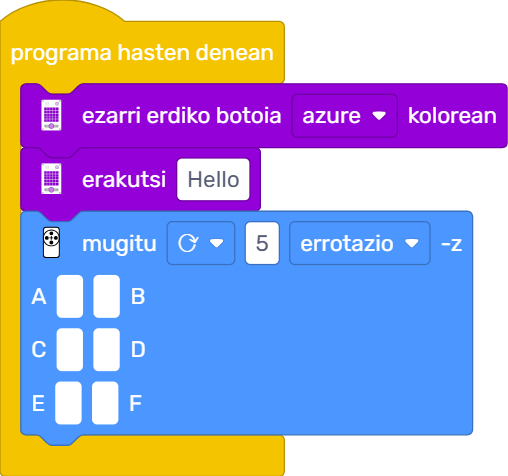 programa hasten denean
ezarri erdiko botoia azure kolorean
erakutsi Hello
mugitu 5 errotazio -z
A B
C D
E F